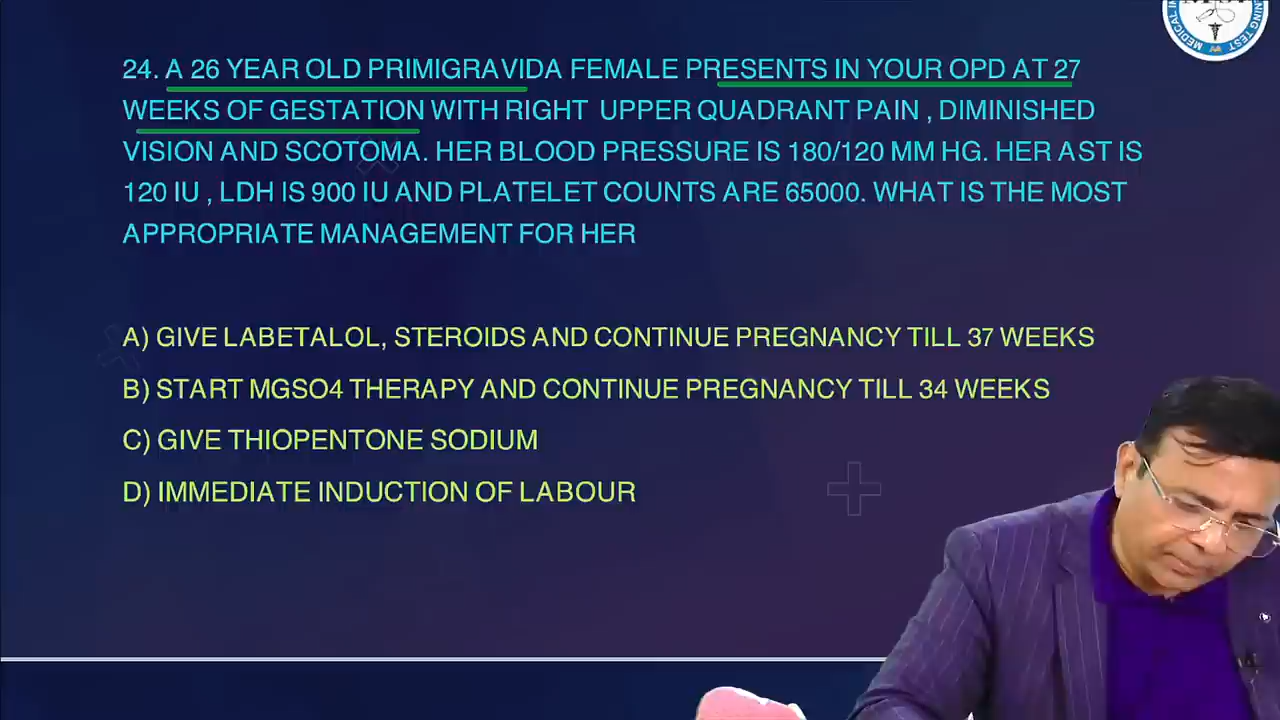 24. A 26 YEAR OLD PRIMIGRAVIDA FEMALE PRESENTS IN YOUR OPD AT 27
WEEKS OF GESTATION WITH RIGHT UPPER QUADRANT PAIN , DIMINISHED
VISION AND SCOTOMA. HER BLOOD PRESSURE IS 180/120 MM HG. HER AST IS
120 IU , LDH IS 900 IU AND PLATELET COUNTS ARE 65000. WHAT IS THE MOST
APPROPRIATE MANAGEMENT FOR HER
A) GIVE LABETALOL, STEROIDS AND CONTINUE PREGNANCY TILL 37 WEEKS
B) START MGSO4 THERAPY AND CONTINUE PREGNANCY TILL 34 WEEKS
C) GIVE THIOPENTONE SODIUM
D) IMMEDIATE INDUCTION OF LABOUR
MEDICAL
TEST